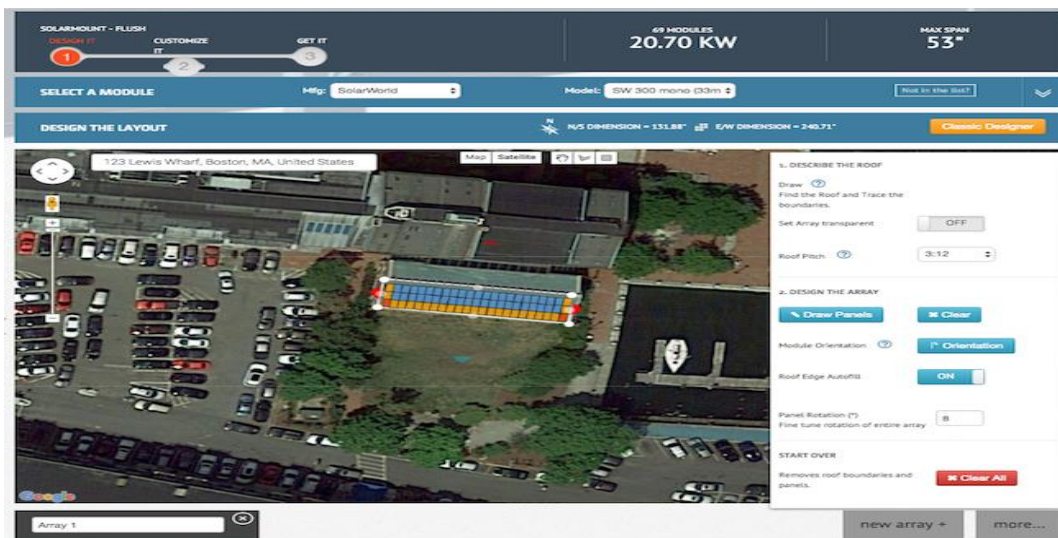 SOLARMOUNT - FLUSH
DESIGN IT
CUSTOMIZE IT
GET IT
1
2
3
69 MODULES
20.70 KW
MAX SPAN
53"
SELECT A MODULE
Mfg: SolarWorld
Model: SW 300 mono (33m
Not in the list?
DESIGN THE LAYOUT
N
N/S DIMENSION = 131.88"
E/W DIMENSION = 240.71"
Classic Designer
123 Lewis Wharf, Boston, MA, United States
Map
Satellite
1. DESCRIBE THE ROOF
Draw ?
Find the Roof and Trace the
boundaries.
Set Array transparent
OFF
Roof Pitch ?
3:12
2. DESIGN THE ARRAY
Draw Panels
Clear
Module Orientation ?
Orientation
Roof Edge Autofill
ON
Panel Rotation (°)
8
Fine tune rotation of entire array
START OVER
Removes roof boundaries and
panels.
Clear All
Google
Array 1
new array +
more...